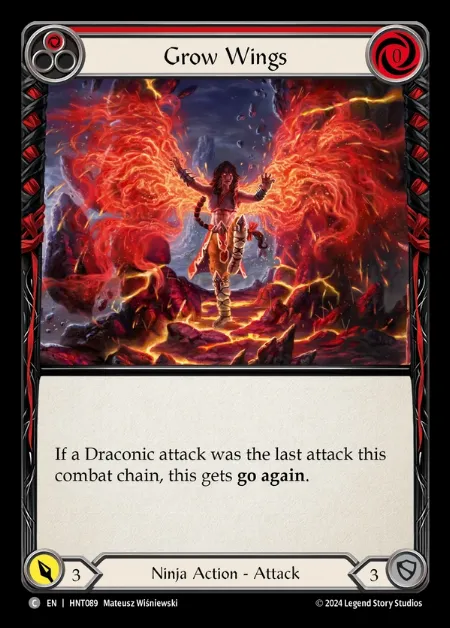 Grow Wings
0
If a Draconic attack was the last attack this
combat chain, this gets go again.
3
Ninja Action - Attack
3
C EN | HNT089 Mateusz Wiśniewski
© 2024 Legend Story Studios